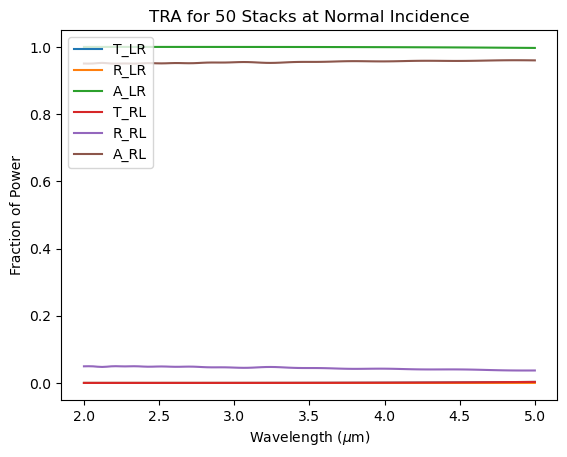 TRA for 50 Stacks at Normal Incidence
1.0
0.8
0.6
0.4
0.2
0.0
Fraction of Power
T_LR
R_LR
A_LR
T_RL
R_RL
A_RL
2.0 2.5 3.0 3.5 4.0 4.5 5.0
Wavelength (μm)